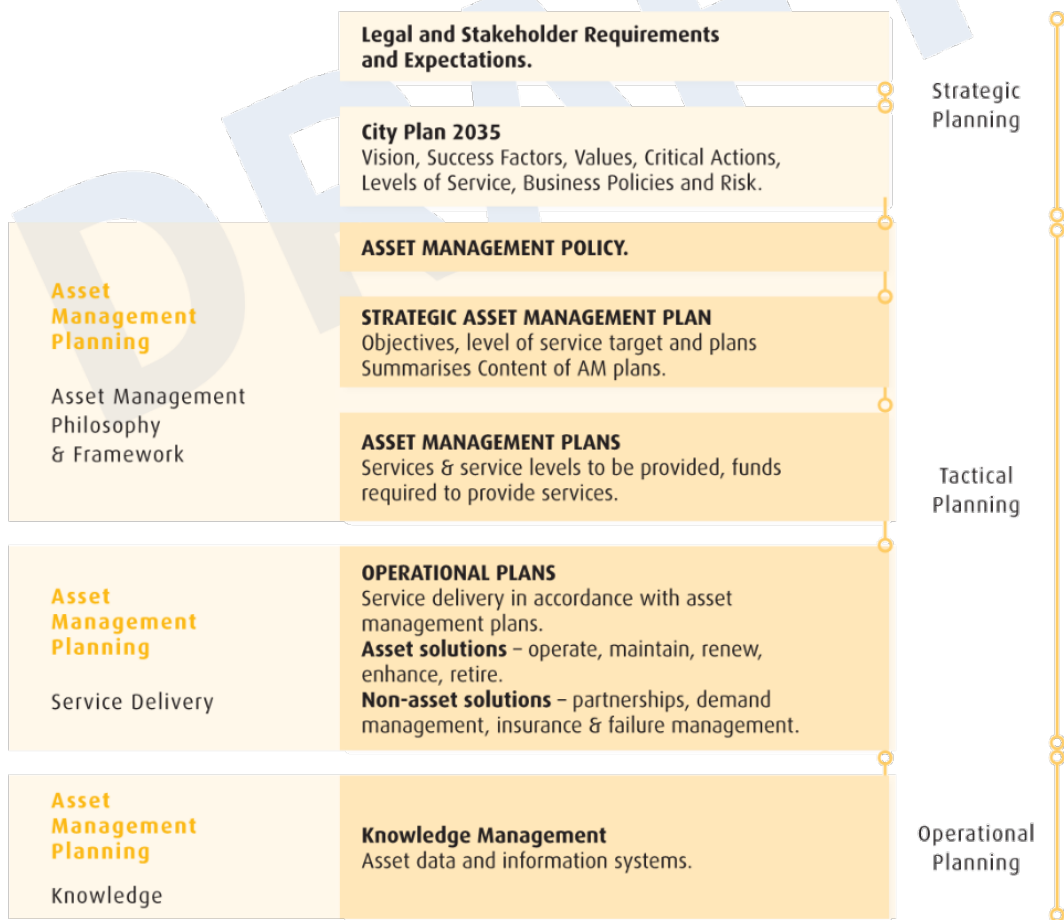 Legal and Stakeholder Requirements
and Expectations.
Strategic
Planning
City Plan 2035
Vision, Success Factors, Values, Critical Actions,
Levels of Service, Business Policies and Risk.
Asset
Management
Planning
Asset Management
Philosophy
& Framework
ASSET MANAGEMENT POLICY.
STRATEGIC ASSET MANAGEMENT PLAN
Objectives, level of service target and plans
Summarises Content of AM plans.
ASSET MANAGEMENT PLANS
Services & service levels to be provided, funds
required to provide services.
Tactical
Planning
Asset
Management
Planning
Service Delivery
OPERATIONAL PLANS
Service delivery in accordance with asset
management plans.
Asset solutions – operate, maintain, renew,
enhance, retire.
Non-asset solutions – partnerships, demand
management, insurance & failure management.
Asset
Management
Planning
Knowledge
Knowledge Management
Asset data and information systems.
Operational
Planning